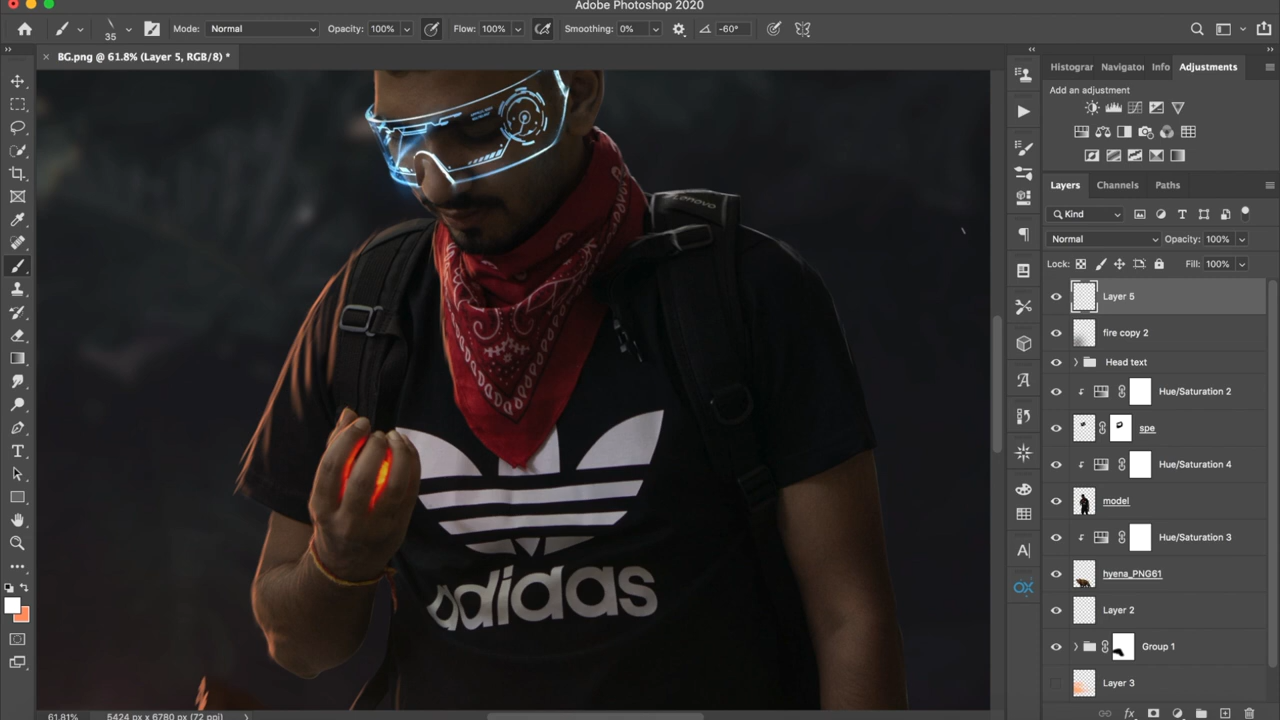 Adobe Photoshop 2020
35
Mode: Normal
Opacity: 100%
Flow: 100%
Smoothing: 0%
-60°
BG.png @ 61.8% (Layer 5, RGB/8) *
Histogran
Navigator
Info
Adjustments
Add an adjustment
Layers
Channels
Paths
Kind
Normal
Opacity: 100%
Lock:
Fill: 100%
Layer 5
fire copy 2
Head text
Hue/Saturation 2
spe
Hue/Saturation 4
model
Hue/Saturation 3
hyena_PNG61
Layer 2
Group 1
Layer 3
Lenovo
adidas
61.81%
5424 px x 6780 px (72 ppi)